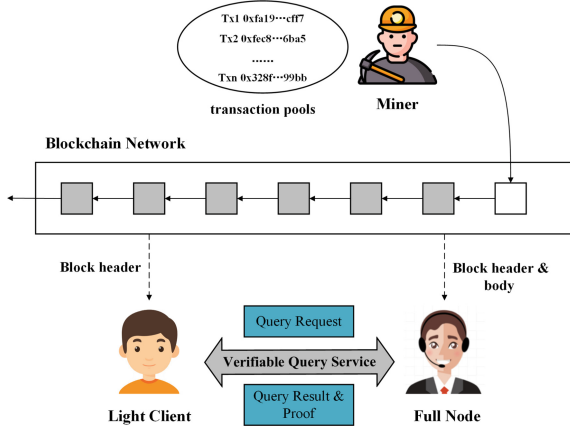 Tx1 0xfa19···cff7
Tx2 0xfec8···6ba5
......
Txn 0x328f···99bb
transaction pools
Miner
Blockchain Network
Block header
Block header &
body
Query Request
Verifiable Query Service
Query Result &
Proof
Light Client
Full Node